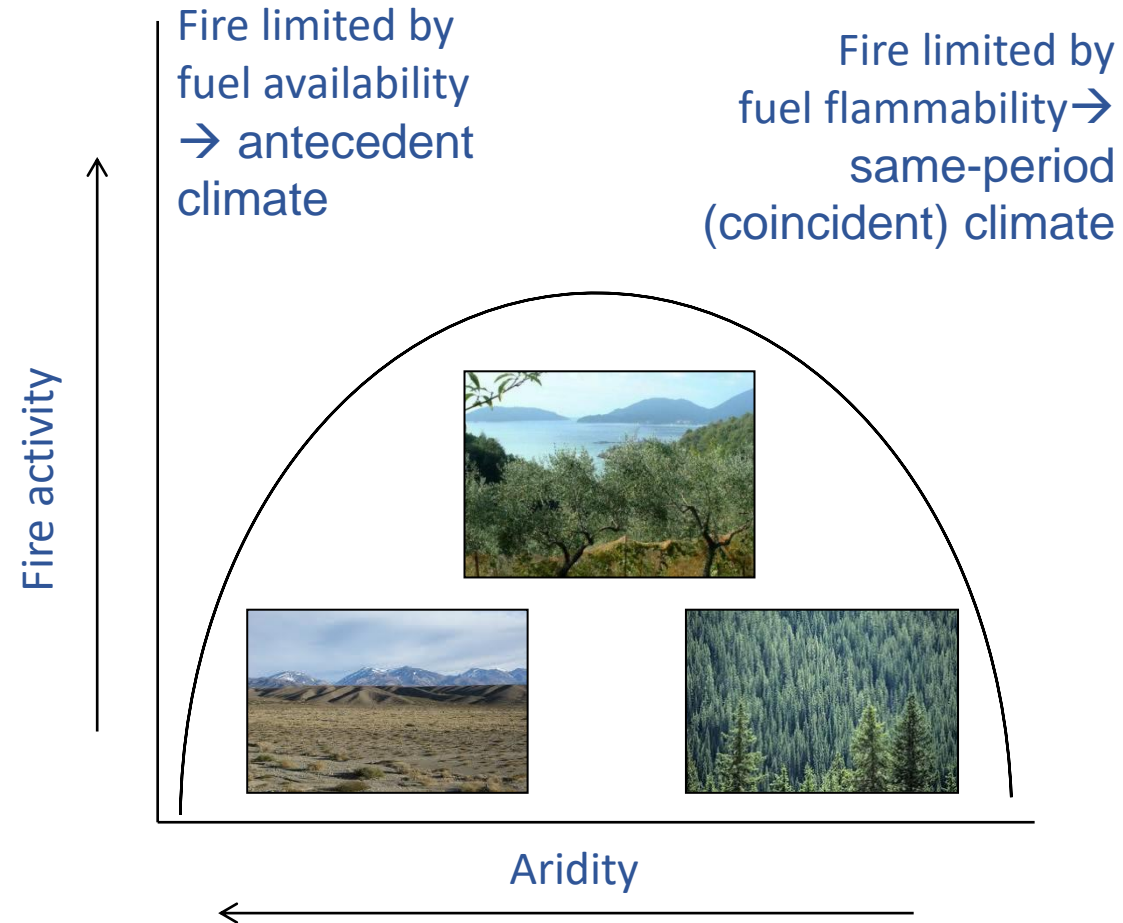 Fire limited by
fuel availability
→ antecedent
climate
Fire limited by
fuel flammability→
same-period
(coincident) climate
Fire activity
Aridity